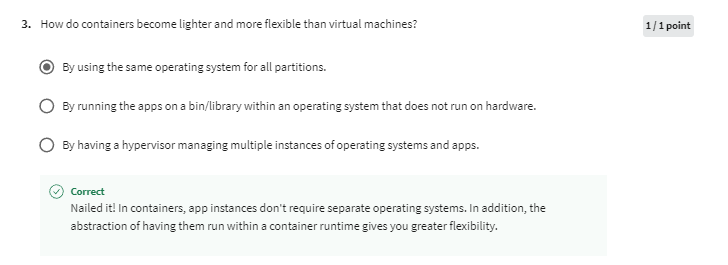 3. How do containers become lighter and more flexible than virtual machines?
1 / 1 point
By using the same operating system for all partitions.
By running the apps on a bin/library within an operating system that does not run on hardware.
By having a hypervisor managing multiple instances of operating systems and apps.
Correct
Nailed it! In containers, app instances don't require separate operating systems. In addition, the
abstraction of having them run within a container runtime gives you greater flexibility.